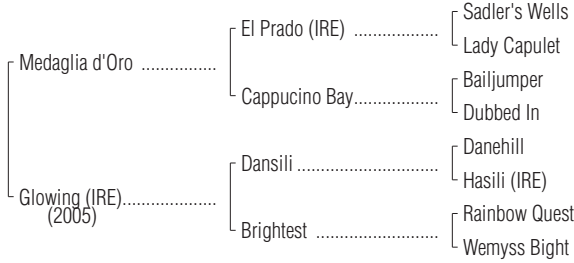 Sadler's Wells
El Prado (IRE) ..................
Lady Capulet
Medaglia d'Oro ................
Bailjumper
Cappucino Bay....................
Dubbed In
Danehill
Dansili ..............................
Hasili (IRE)
Glowing (IRE)....................
(2005)
Rainbow Quest
Brightest ..........................
Wemyss Bight